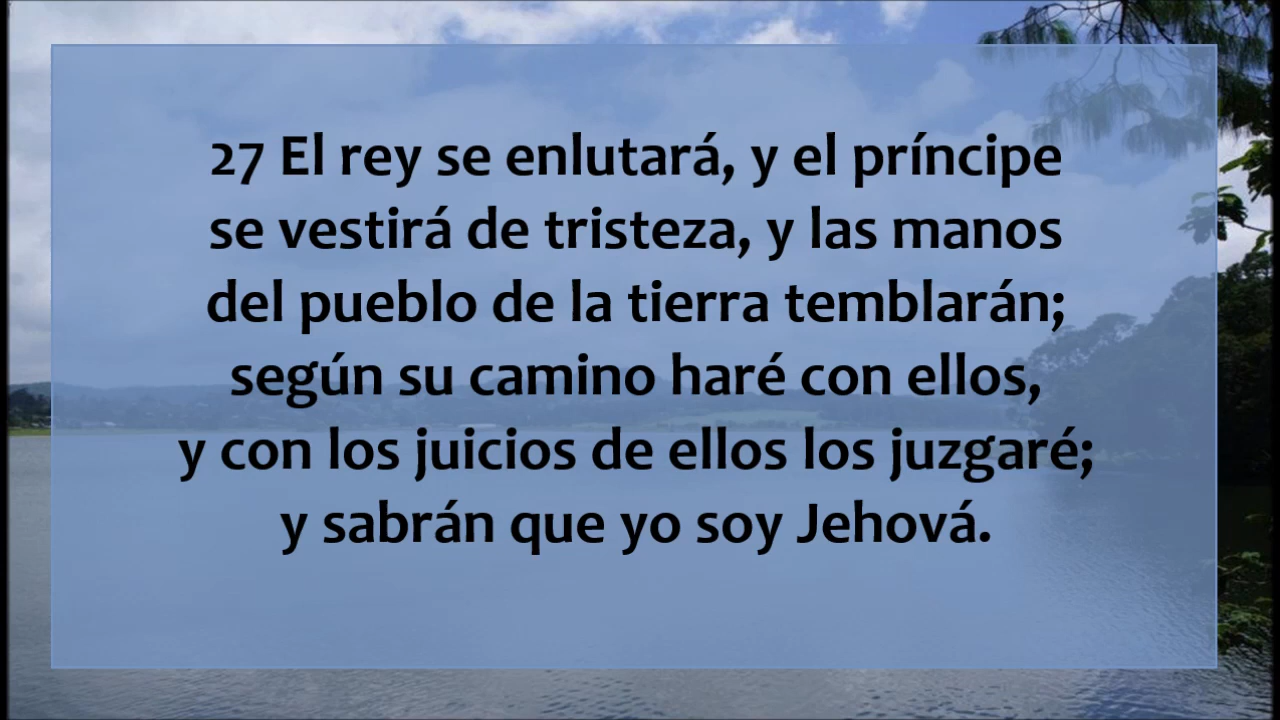 27 El rey se enlutará, y el príncipe
se vestirá de tristeza, y las manos
del pueblo de la tierra temblarán;
según su camino haré con ellos,
y con los juicios de ellos los juzgaré;
y sabrán que yo soy Jehová.